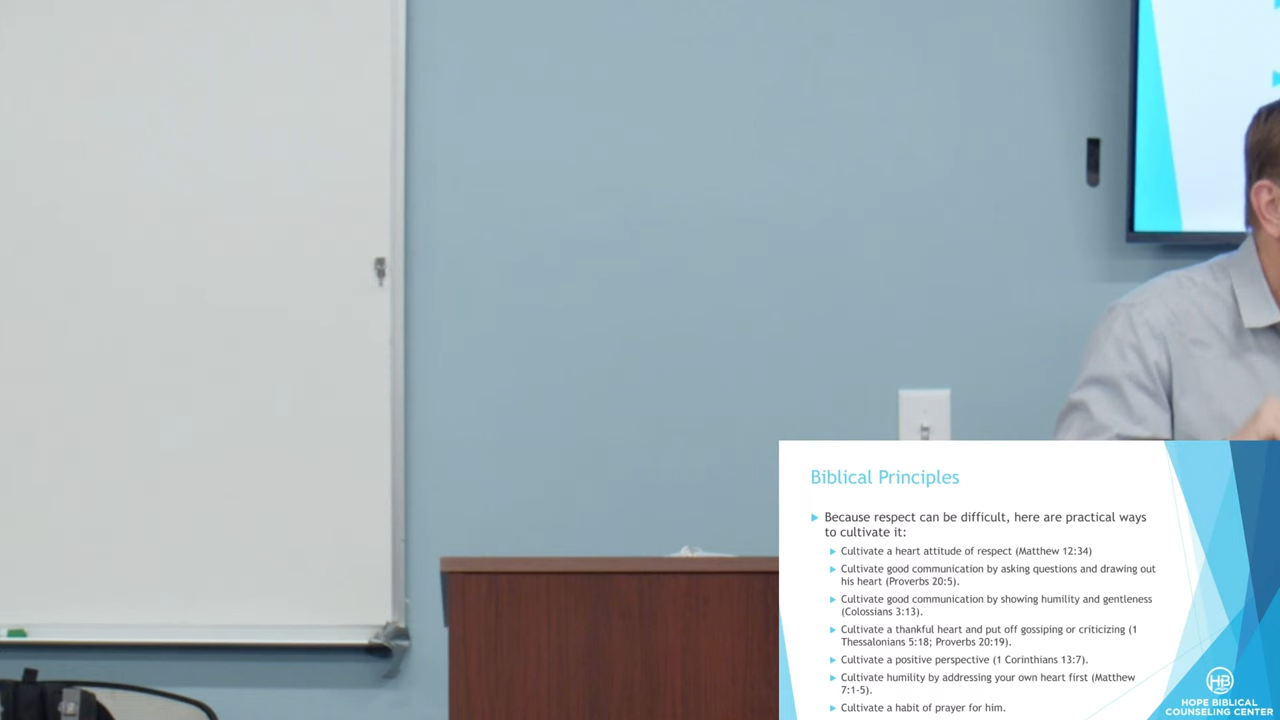 Biblical Principles
Because respect can be difficult, here are practical ways
to cultivate it:
Cultivate a heart attitude of respect (Matthew 12:34)
Cultivate good communication by asking questions and drawing out
his heart (Proverbs 20:5).
Cultivate good communication by showing humility and gentleness
(Colossians 3:13).
Cultivate a thankful heart and put off gossiping or criticizing (1
Thessalonians 5:18; Proverbs 20:19).
Cultivate a positive perspective (1 Corinthians 13:7).
Cultivate humility by addressing your own heart first (Matthew
7:1-5).
Cultivate a habit of prayer for him.
HB
HOPE BIBLICAL
COUNSELING CENTER